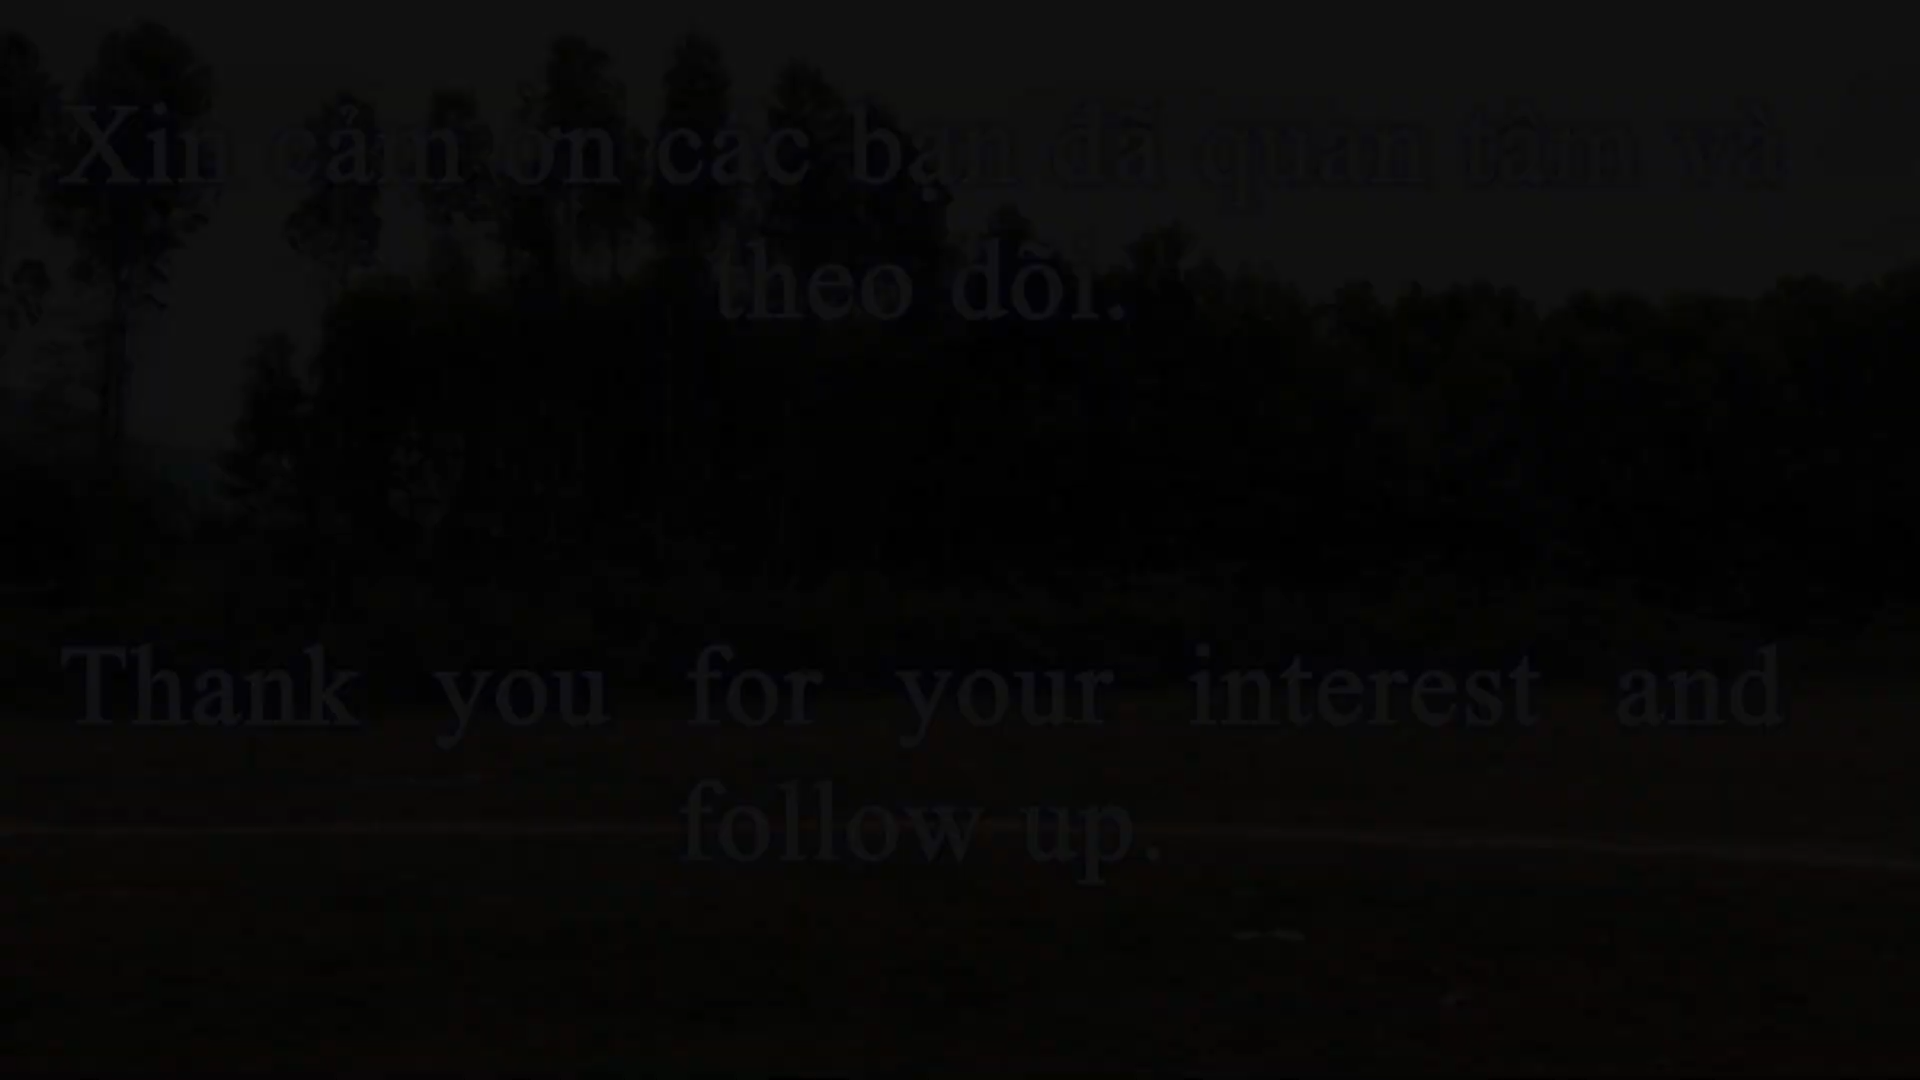 Xin cảm ơn các bạn đã quan tâm và
theo dõi.
Thank you for your interest and
follow up.